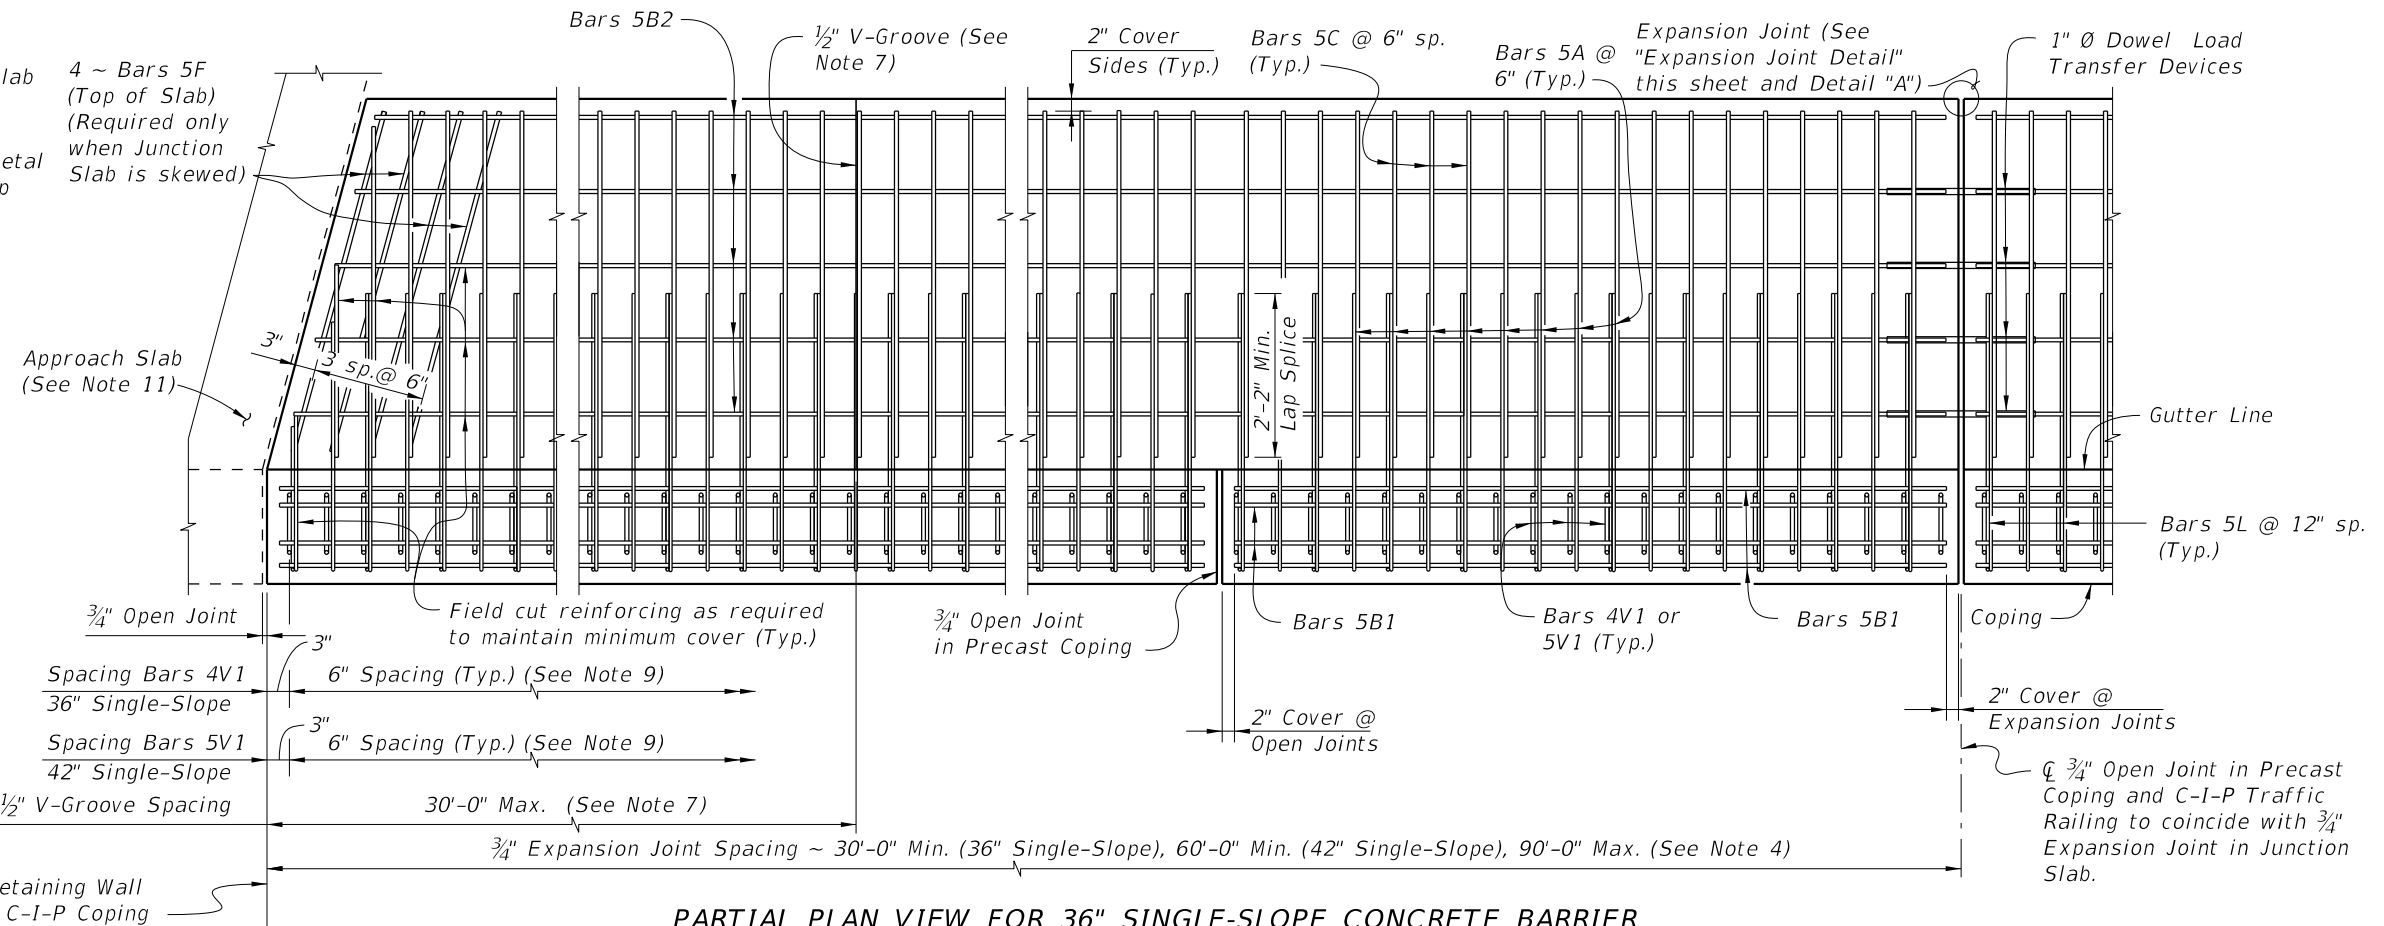 Bars 5B2
½" V-Groove (See
Note 7)
2" Cover
Sides (Typ.)
Bars 5C @ 6" sp.
(Typ.)
Bars 5A @
6" (Typ.)
Expansion Joint (See
"Expansion Joint Detail"
this sheet and Detail "A")
1" Ø Dowel Load
Transfer Devices
lab
4 ~ Bars 5F
(Top of Slab)
(Required only
when Junction
Slab is skewed)
etal
p
3"
3 sp.@ 6"
Approach Slab
(See Note 11)
2'-2" Min.
Lap Splice
Gutter Line
Bars 5L @ 12" sp.
(Typ.)
¾" Open Joint
Field cut reinforcing as required
to maintain minimum cover (Typ.)
¾" Open Joint
in Precast Coping
Bars 5B1
Bars 4V1 or
5V1 (Typ.)
Bars 5B1
Coping
3"
Spacing Bars 4V1
36" Single-Slope
6" Spacing (Typ.) (See Note 9)
3"
Spacing Bars 5V1
42" Single-Slope
6" Spacing (Typ.) (See Note 9)
2" Cover @
Open Joints
2" Cover @
Expansion Joints
℄ ¾" Open Joint in Precast
Coping and C-I-P Traffic
Railing to coincide with ¾"
Expansion Joint in Junction
Slab.
½" V-Groove Spacing
30'-0" Max. (See Note 7)
¾" Expansion Joint Spacing ~ 30'-0" Min. (36" Single-Slope), 60'-0" Min. (42" Single-Slope), 90'-0" Max. (See Note 4)
etaining Wall
C-I-P Coping
PARTIAL PLAN VIEW FOR 36" SINGLE-SLOPE CONCRETE BARRIER